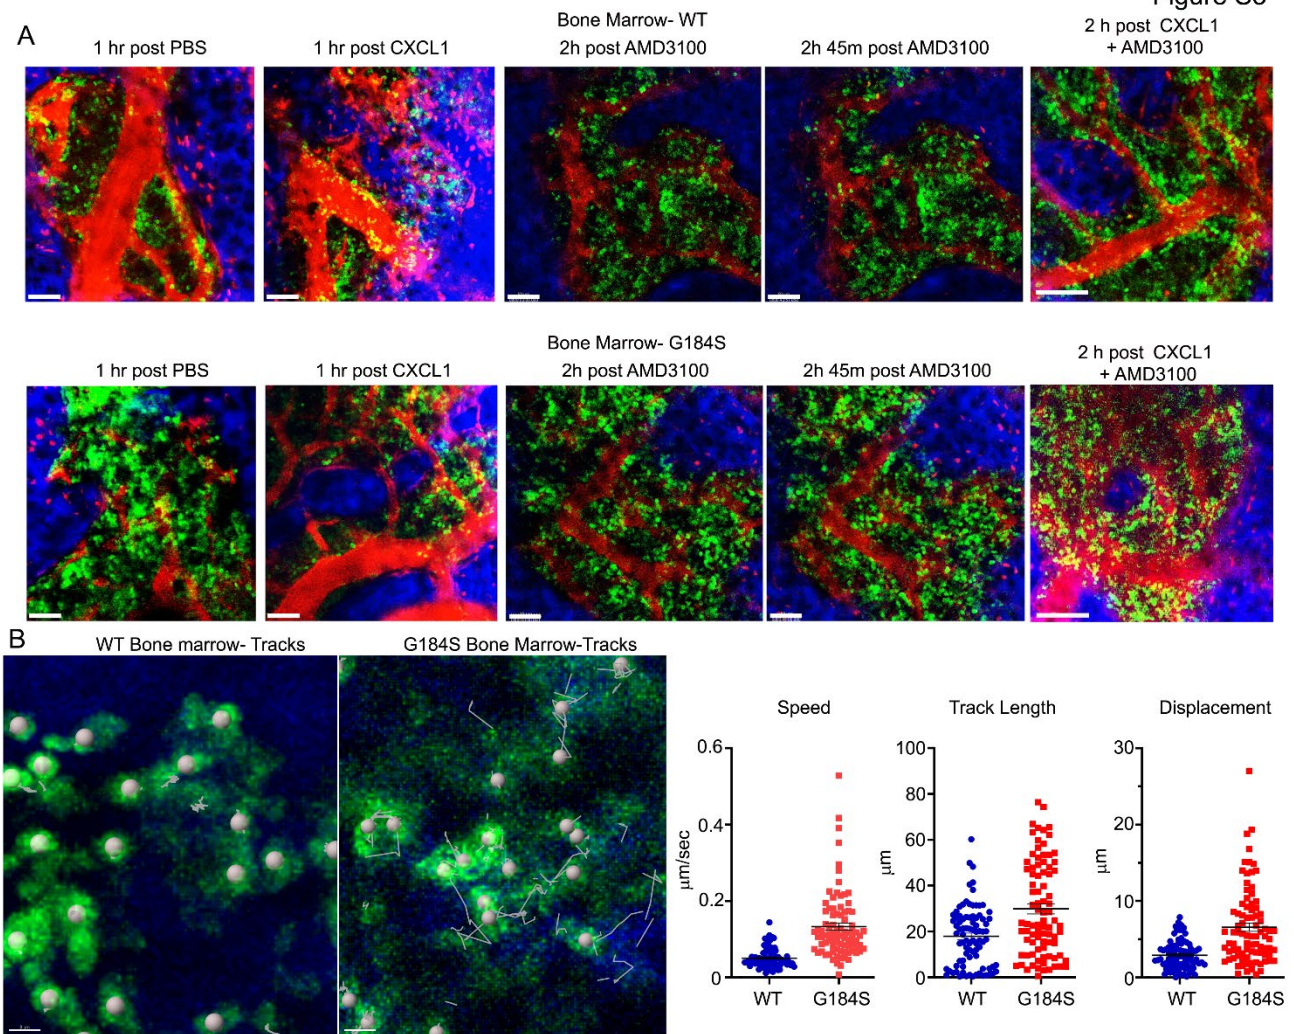 A
Bone Marrow- WT
1 hr post PBS
1 hr post CXCL1
2h post AMD3100
2h 45m post AMD3100
2 h post CXCL1
+ AMD3100
Bone Marrow- G184S
1 hr post PBS
1 hr post CXCL1
2h post AMD3100
2h 45m post AMD3100
2 h post CXCL1
+ AMD3100
B
WT Bone marrow- Tracks
G184S Bone Marrow-Tracks
Speed
0.6
0.4
0.2
0
μm/sec
WT
G184S
Track Length
100
80
60
40
20
0
μm
WT
G184S
Displacement
30
20
10
0
μm
WT
G184S